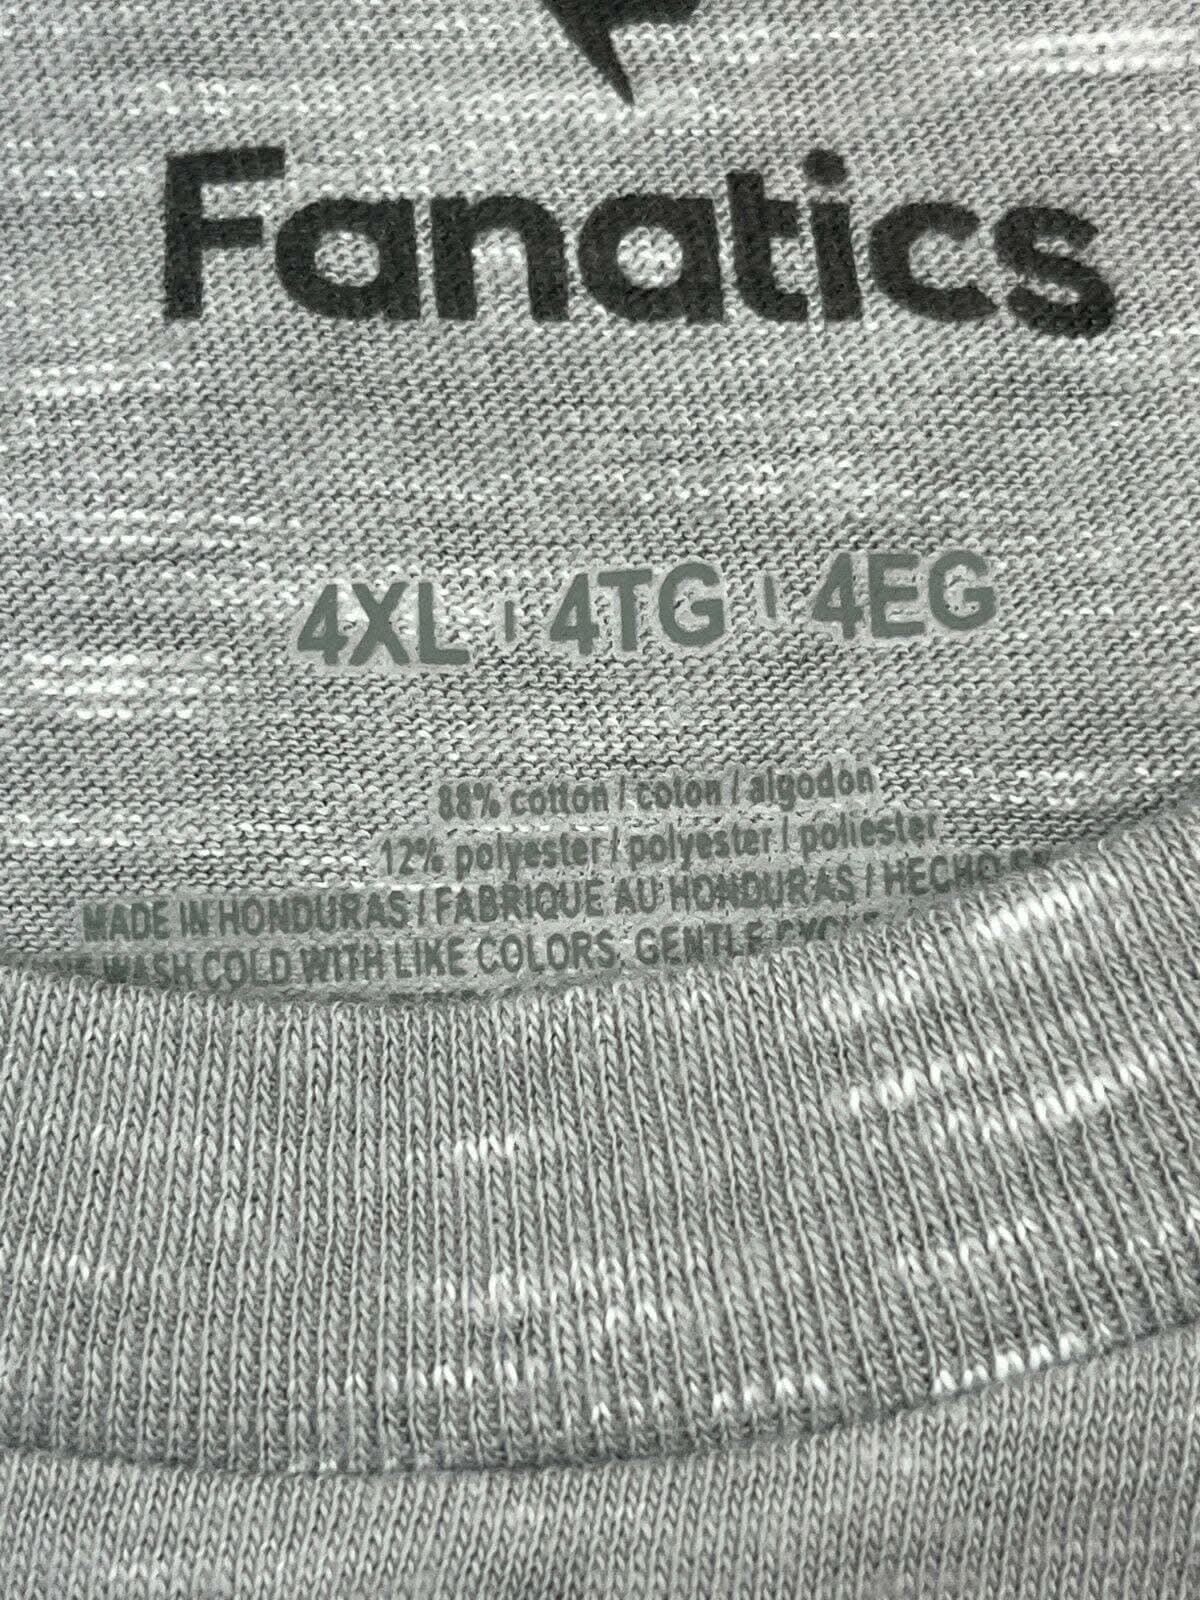 Fanatics
4XL | 4TG | 4EG
88% cotton / coton / algodon
12% polyester / polyester / poliester
MADE IN HONDURAS / FABRIQUE AU HONDURAS / HECHO
WASH COLD WITH LIKE COLORS, GENTLE